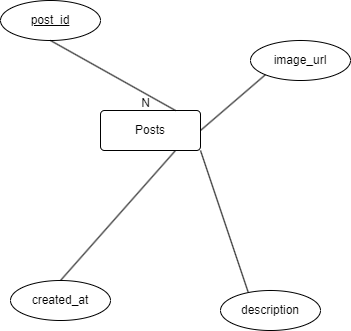 post_id
image_url
N
Posts
created_at
description